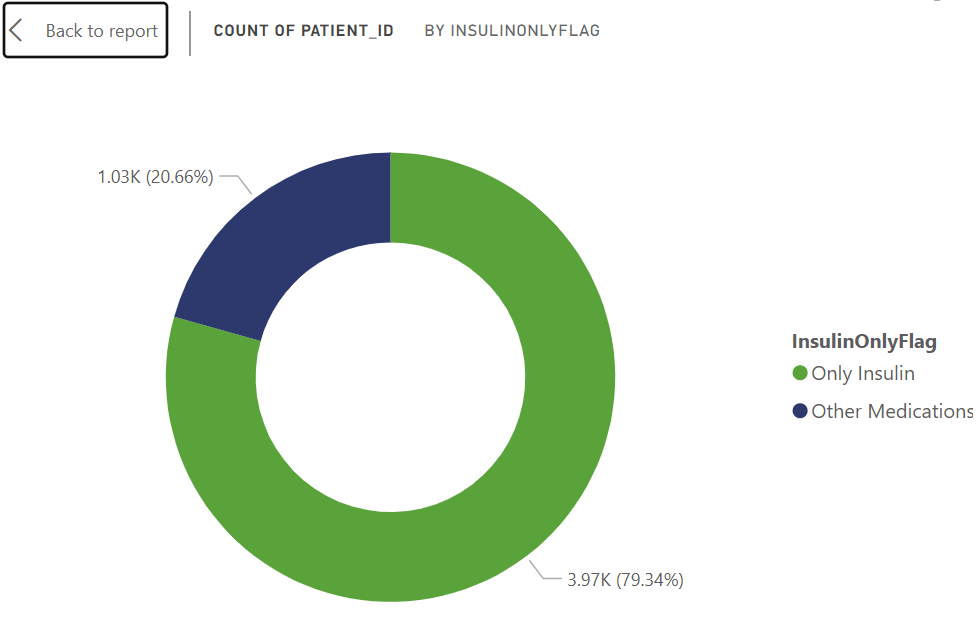 Back to report
COUNT OF PATIENT_ID BY INSULINONLYFLAG
1.03K (20.66%)
InsulinOnlyFlag
Only Insulin
Other Medications
3.97K (79.34%)